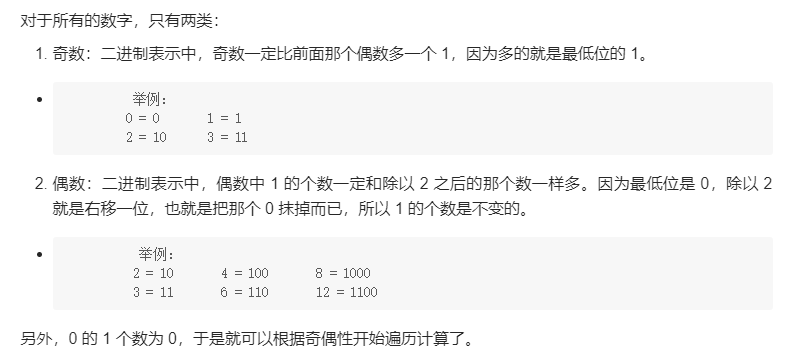 对于所有的数字，只有两类：
1. 奇数：二进制表示中，奇数一定比前面那个偶数多一个 1，因为多的就是最低位的 1。
举例：
0 = 0 1 = 1
2 = 10 3 = 11
2. 偶数：二进制表示中，偶数中 1 的个数一定和除以 2 之后的那个数一样多。因为最低位是 0，除以 2
就是右移一位，也就是把那个 0 抹掉而已，所以 1 的个数是不变的。
举例：
2 = 10 4 = 100 8 = 1000
3 = 11 6 = 110 12 = 1100
另外，0 的 1 个数为 0，于是就可以根据奇偶性开始遍历计算了。